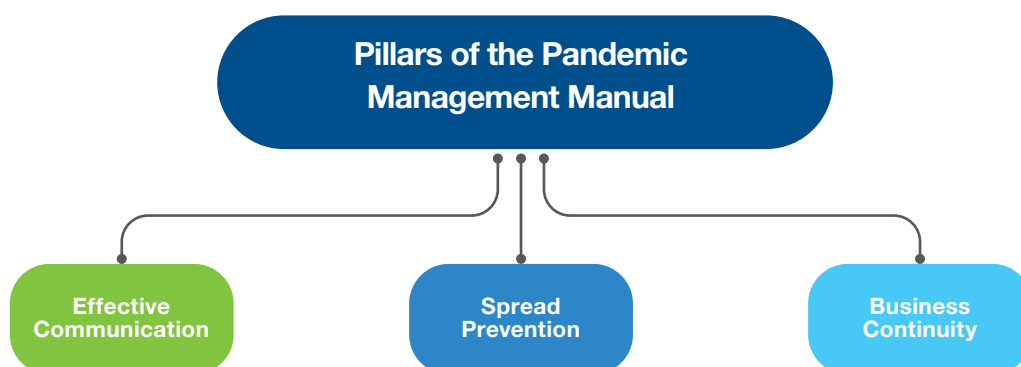 Pillars of the Pandemic
Management Manual
Effective
Communication
Spread
Prevention
Business
Continuity